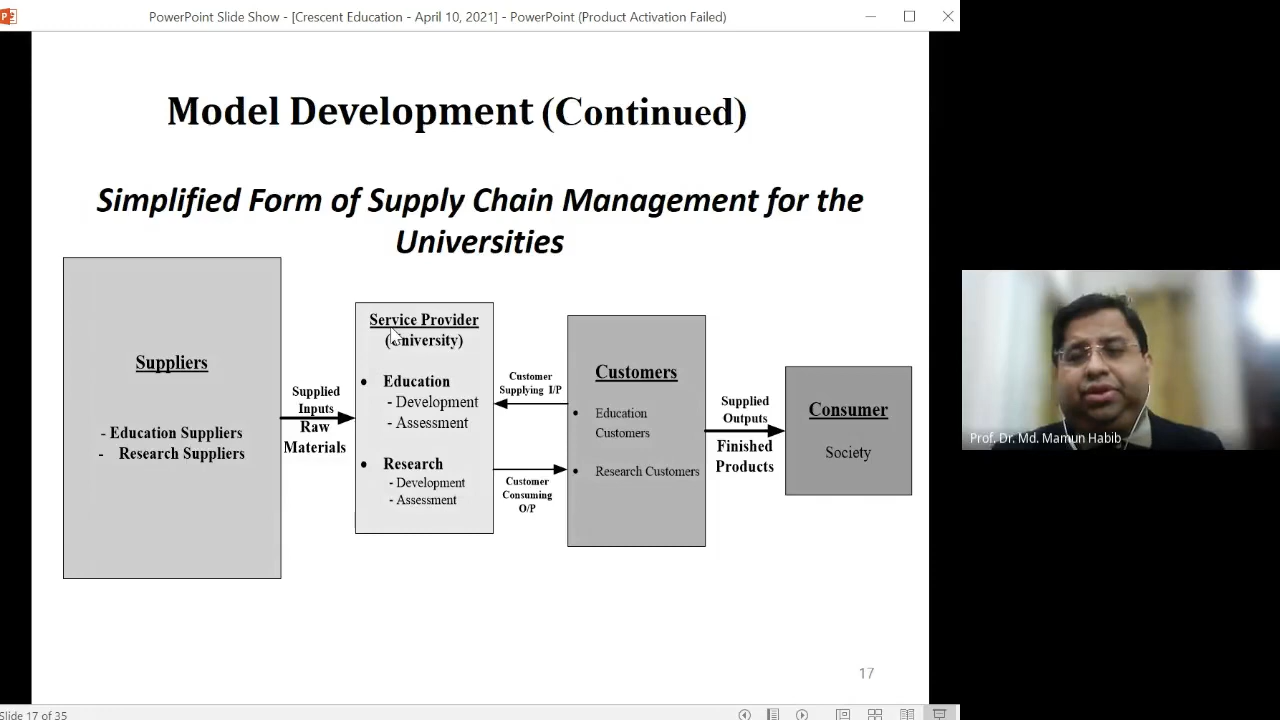 PowerPoint Slide Show - [Crescent Education - April 10, 2021] - PowerPoint (Product Activation Failed)
Model Development (Continued)
Simplified Form of Supply Chain Management for the
Universities
Suppliers
- Education Suppliers
- Research Suppliers
Supplied
Inputs
Raw
Materials
Service Provider
(University)
• Education
- Development
- Assessment
• Research
- Development
- Assessment
Customer
Supplying I/P
Customer
Consuming
O/P
Customers
• Education
Customers
• Research Customers
Supplied
Outputs
Finished
Products
Consumer
Society
Prof. Dr. Md. Mamun Habib
17
Slide 17 of 35